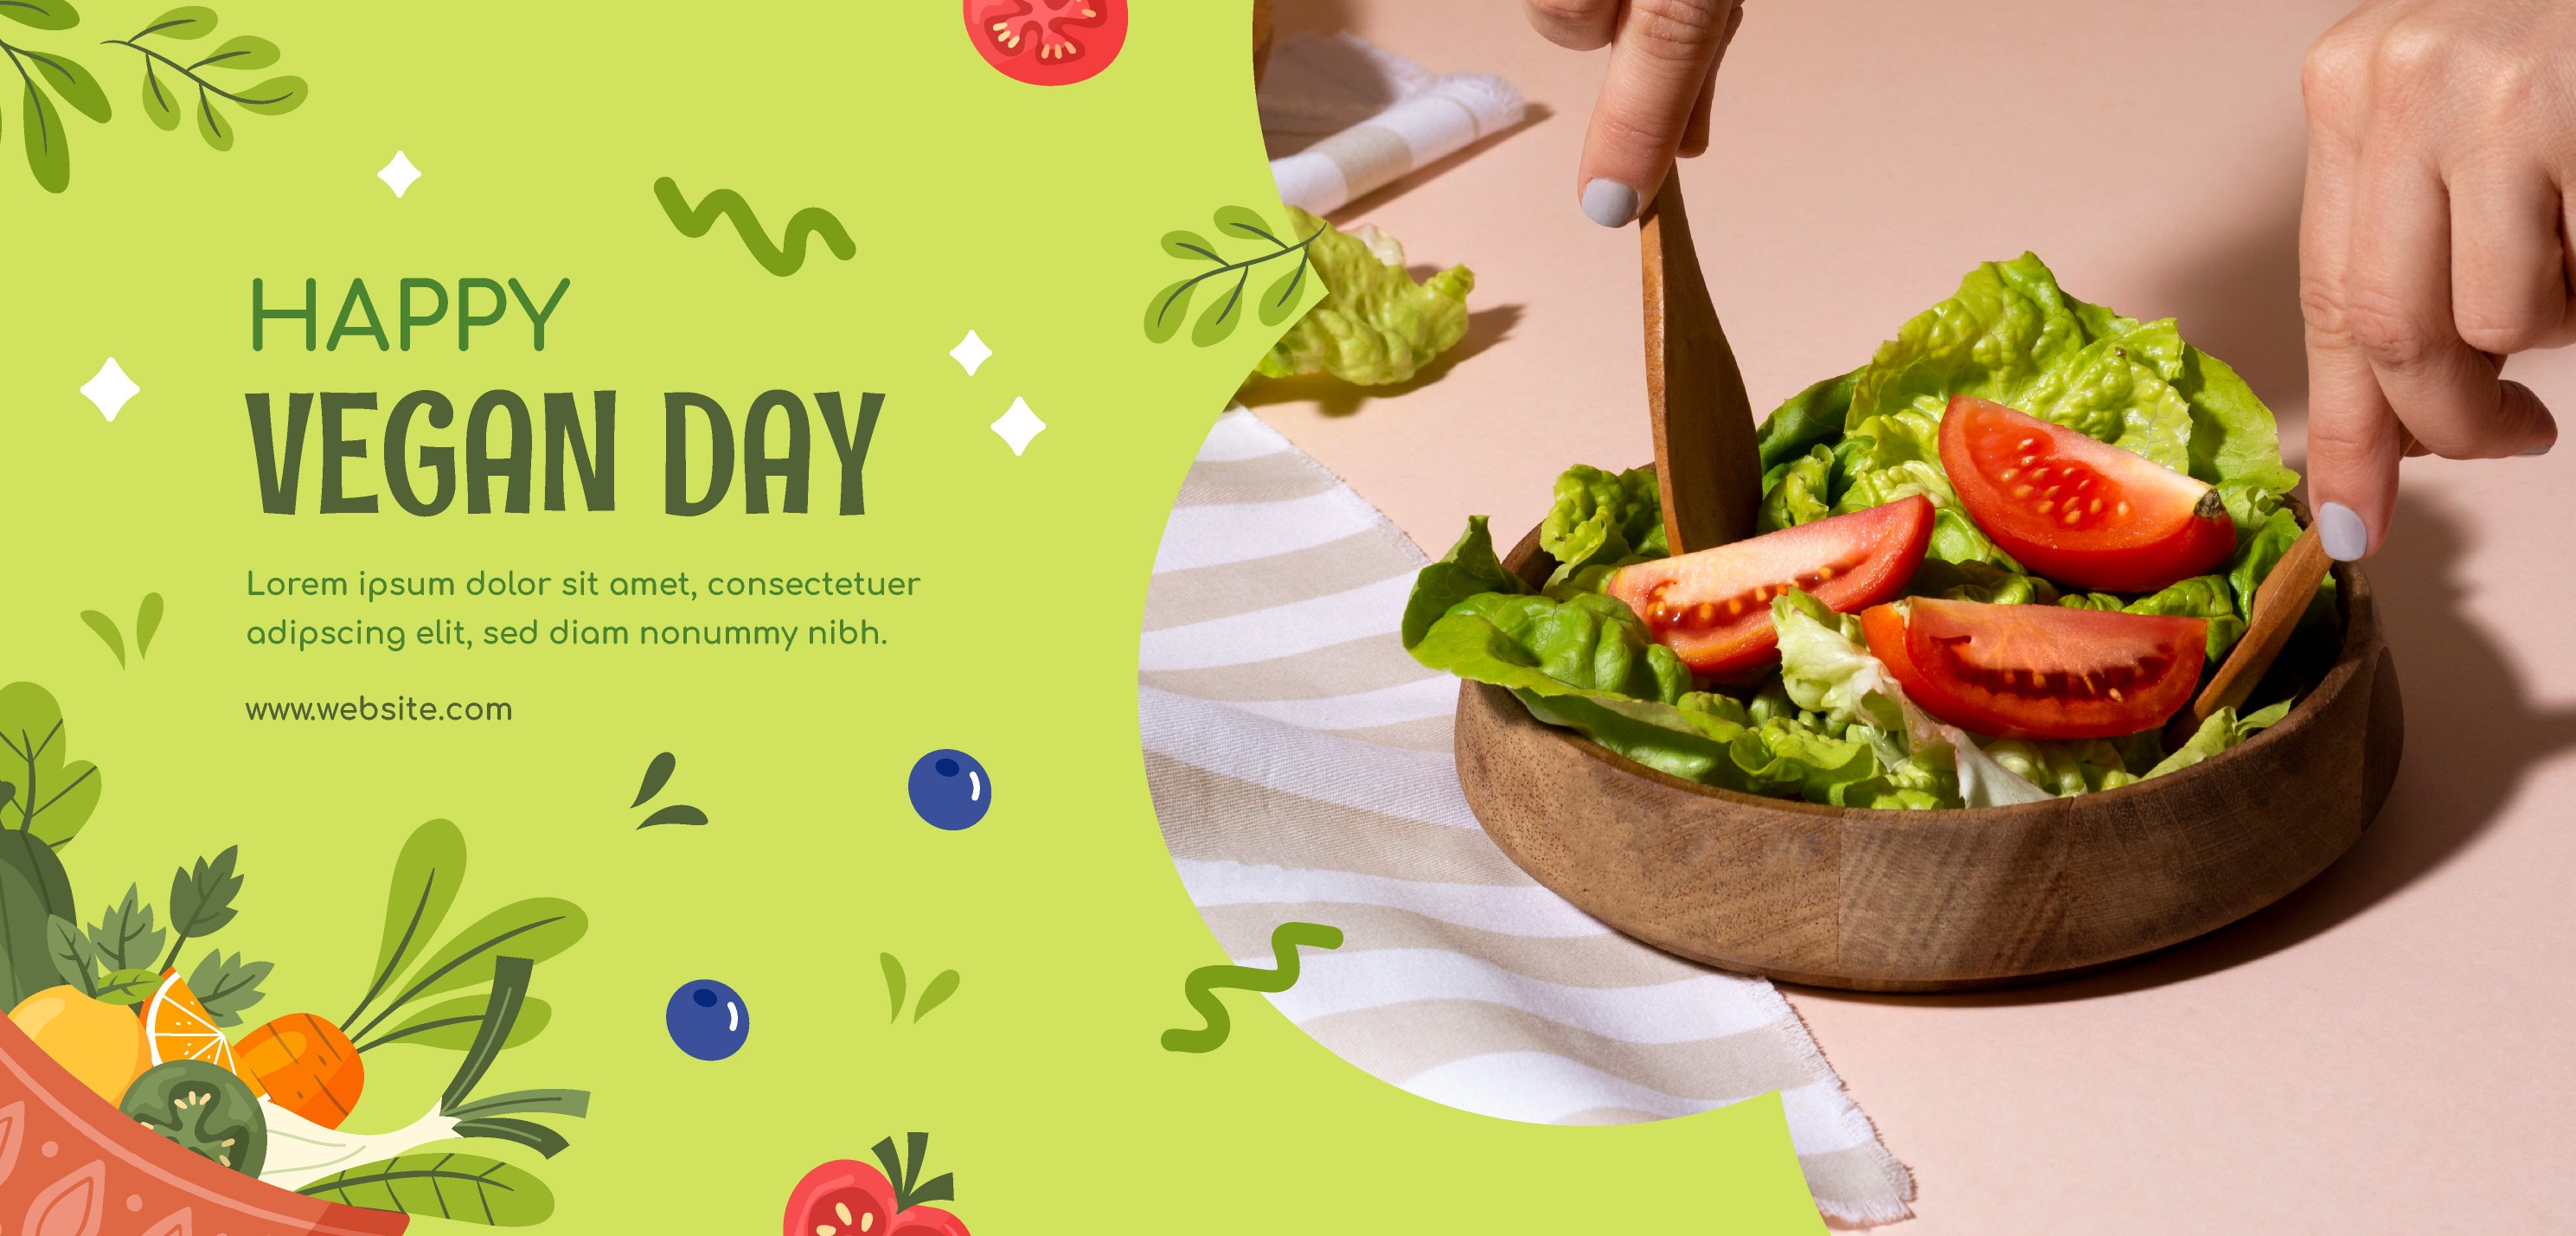 HAPPY
VEGAN DAY
Lorem ipsum dolor sit amet, consectetuer
adipscing elit, sed diam nonummy nibh.
www.website.com